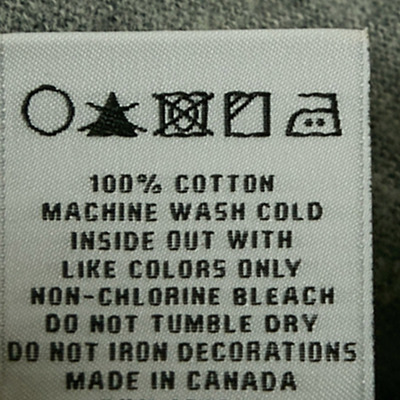 100% COTTON
MACHINE WASH COLD
INSIDE OUT WITH
LIKE COLORS ONLY
NON-CHLORINE BLEACH
DO NOT TUMBLE DRY
DO NOT IRON DECORATIONS
MADE IN CANADA